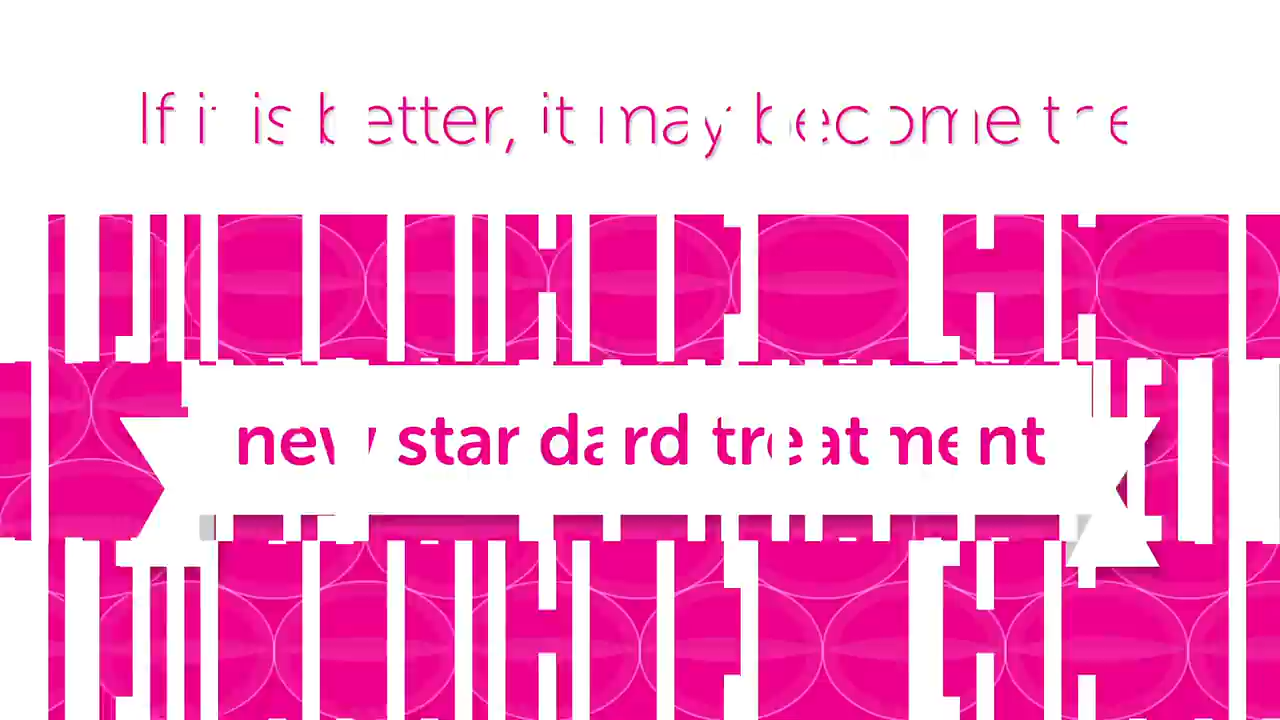 If it is better, it may become the
new standard treatment